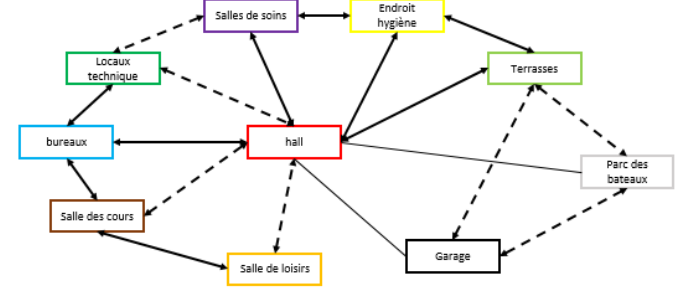 Salles de soins
Endroit
hygiène
Locaux
technique
Terrasses
bureaux
hall
Parc des
bateaux
Salle des cours
Garage
Salle de loisirs